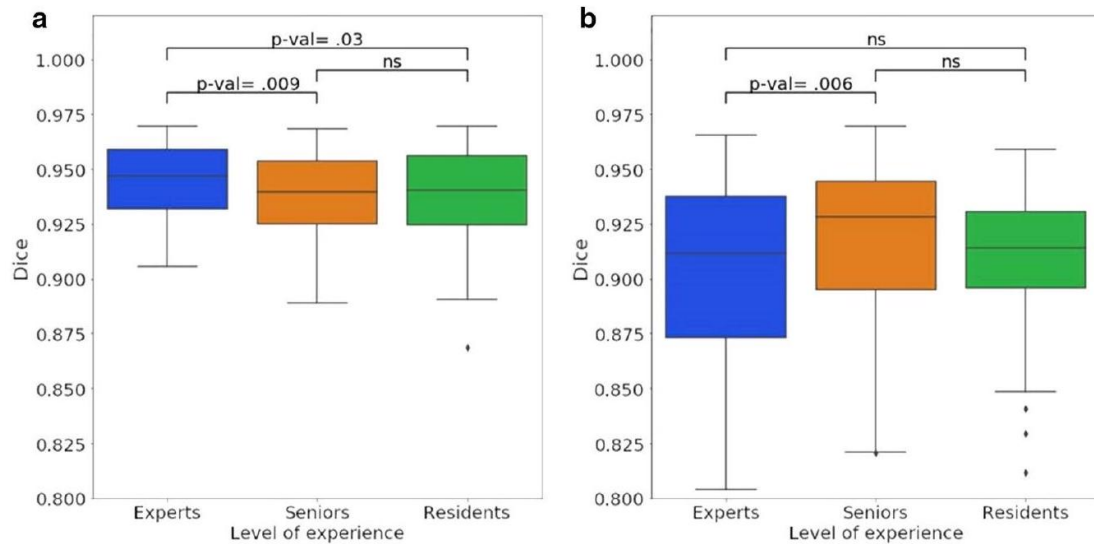 a
p-val= .03
ns
p-val= .009
1.000
0.975
0.950
0.925
0.900
0.875
0.850
0.825
0.800
Dice
Experts Seniors Residents
Level of experience
b
ns
ns
p-val= .006
1.000
0.975
0.950
0.925
0.900
0.875
0.850
0.825
0.800
Dice
Experts Seniors Residents
Level of experience